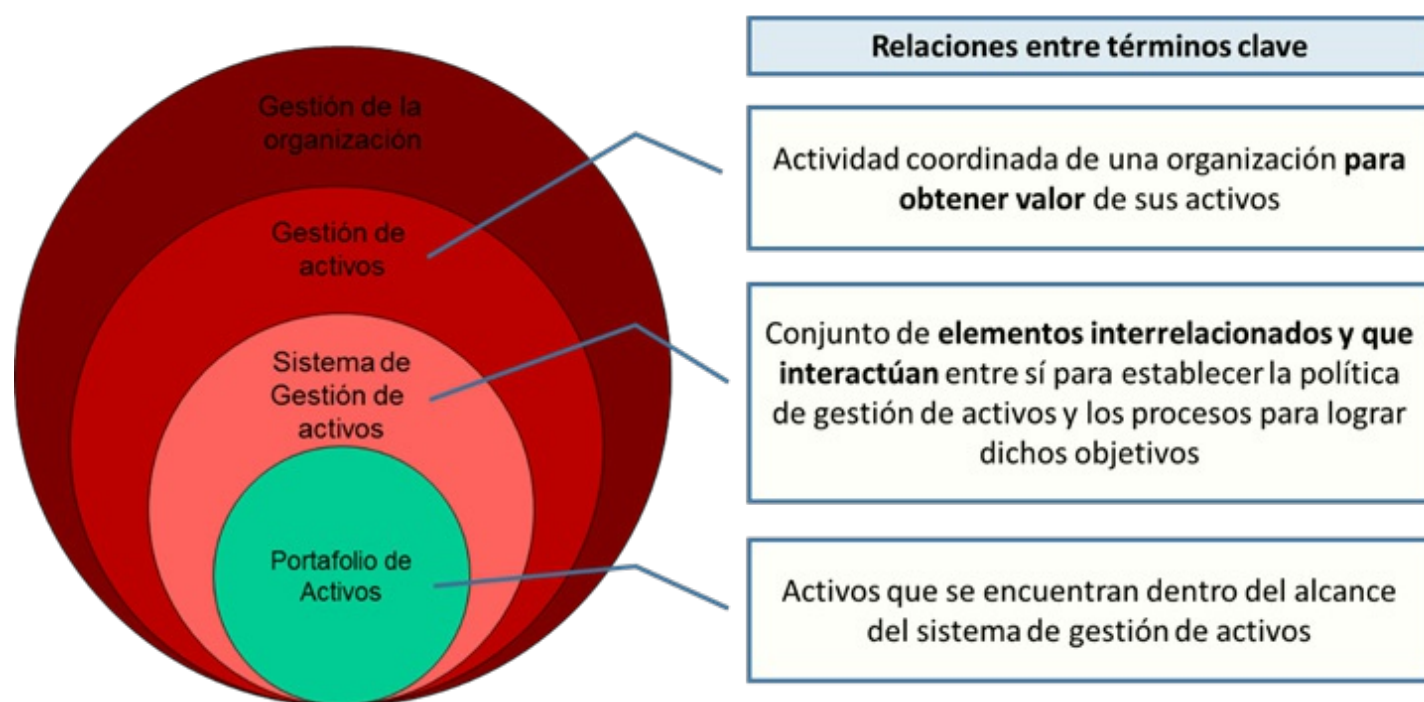 Gestión de la
organización
Gestión de
activos
Sistema de
Gestión de
activos
Portafolio de
Activos
Relaciones entre términos clave
Actividad coordinada de una organización para
obtener valor de sus activos
Conjunto de elementos interrelacionados y que
interactúan entre sí para establecer la política
de gestión de activos y los procesos para lograr
dichos objetivos
Activos que se encuentran dentro del alcance
del sistema de gestión de activos